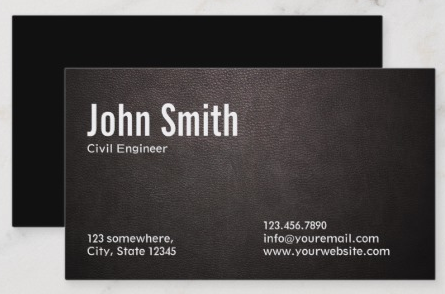 John Smith
Civil Engineer
123 somewhere,
City, State 12345
123.456.7890
info@youremail.com
www.yourwebsite.com